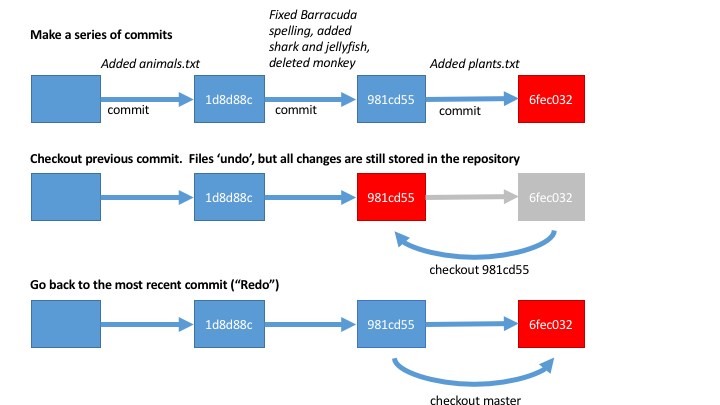 Make a series of commits
Fixed Barracuda
spelling, added
shark and jellyfish,
deleted monkey
Added animals.txt
Added plants.txt
1d8d88c
981cd55
6fec032
commit
commit
commit
Checkout previous commit.  Files ‘undo’, but all changes are still stored in the repository
1d8d88c
981cd55
6fec032
checkout 981cd55
Go back to the most recent commit (“Redo”)
1d8d88c
981cd55
6fec032
checkout master